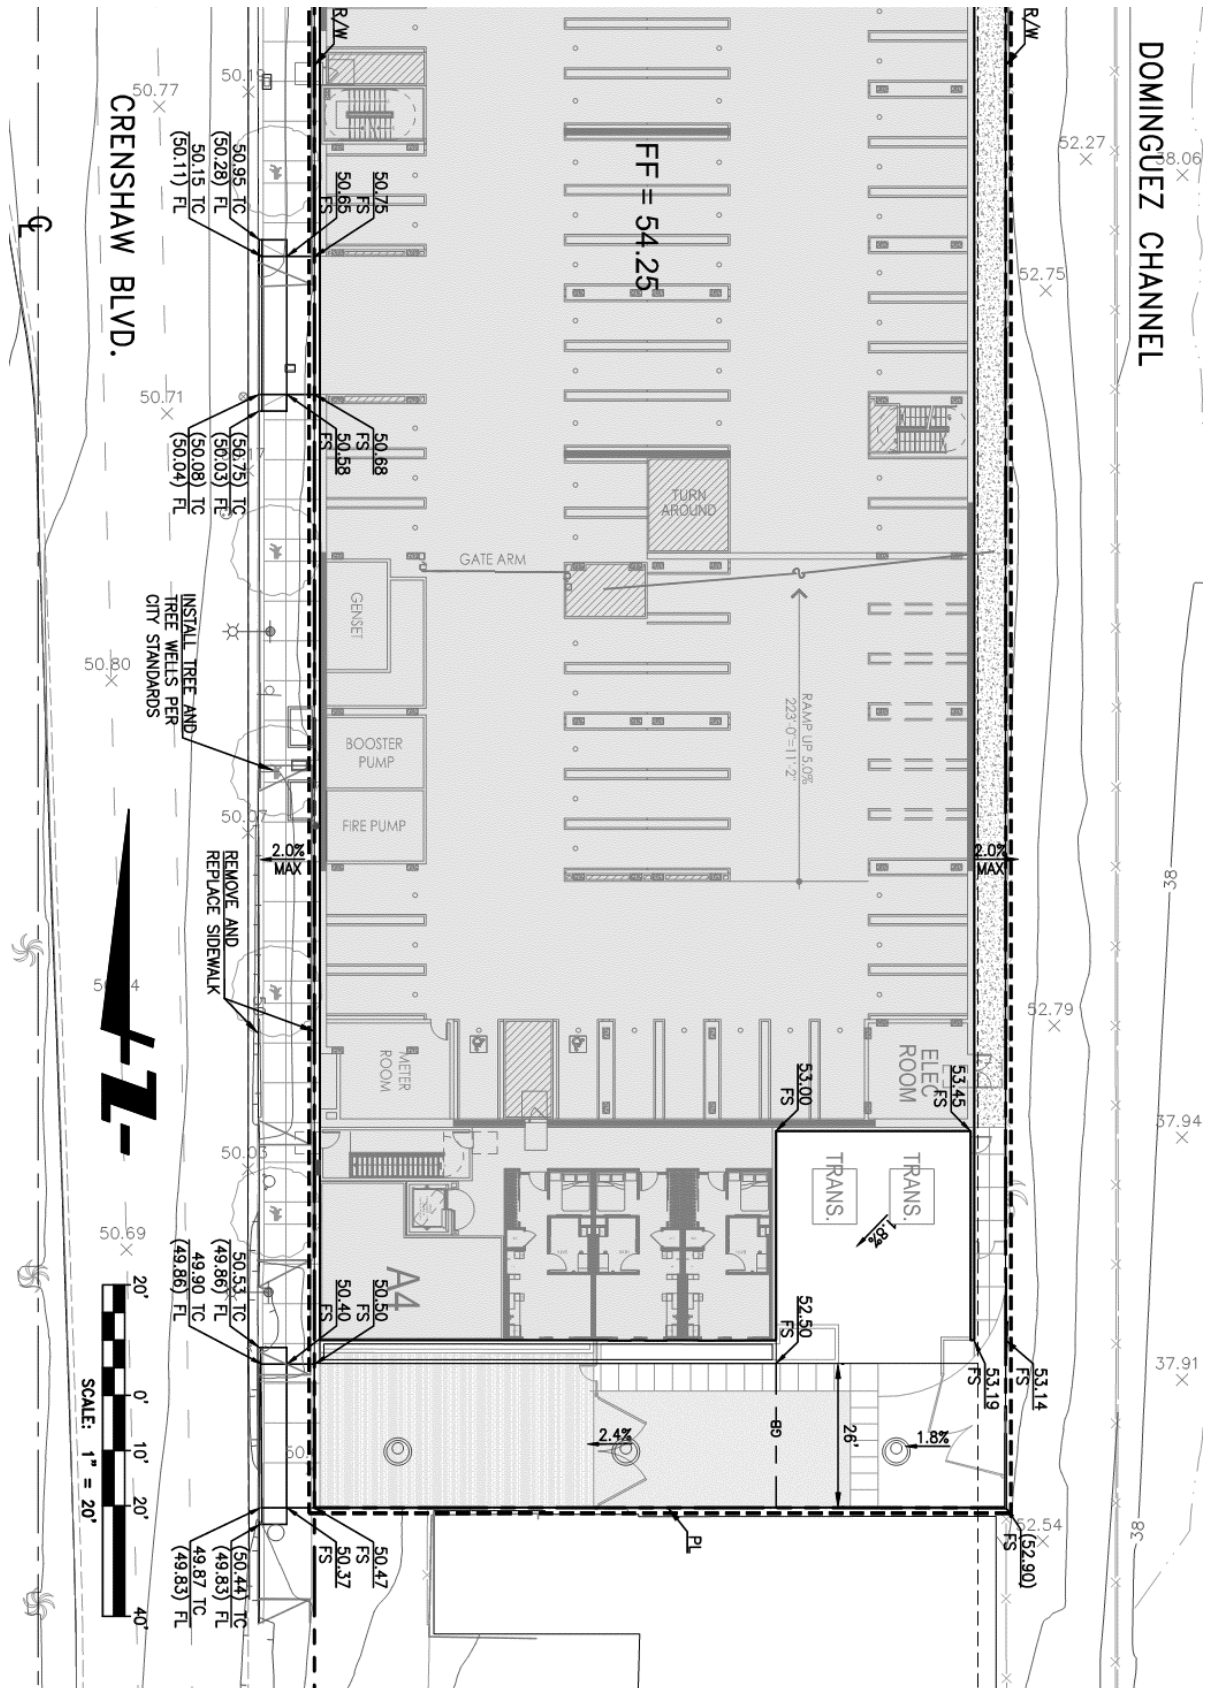 R/W
R/W
DOMINGUEZ CHANNEL
CRENSHAW BLVD.
℄
50.77
52.27
38.06
50.95 TC
(50.28) FL
50.15 TC
(50.11) FL
50.75
FS
50.65
FS
FF = 54.25
52.75
50.71
(50.75) TC
(50.03) FL
(50.08) TC
(50.04) FL
50.68
FS
50.58
FS
TURN
AROUND
GATE ARM
GENSET
INSTALL TREE AND
TREE WELLS PER
CITY STANDARDS
50.80
RAMP UP 5.0%
223'-0"=11'-2"
BOOSTER
PUMP
FIRE PUMP
50.07
2.0%
MAX
2.0%
MAX
38
REMOVE AND
REPLACE SIDEWALK
52.79
METER
ROOM
ELEC
ROOM
53.00
FS
53.45
FS
37.94
50.03
TRANS.
TRANS.
1.8%
50.69
50.53 TC
(49.86) FL
49.90 TC
(49.86) FL
50.50
FS
50.40
FS
A4
52.50
FS
53.14
FS
53.19
FS
37.91
20'
0'
10'
20'
40'
SCALE: 1" = 20'
2.4%
GB
26'
1.8%
PL
52.54
(52.90)
FS
38
(50.44) TC
(49.83) FL
49.87 TC
(49.83) FL
50.47
FS
50.37
FS